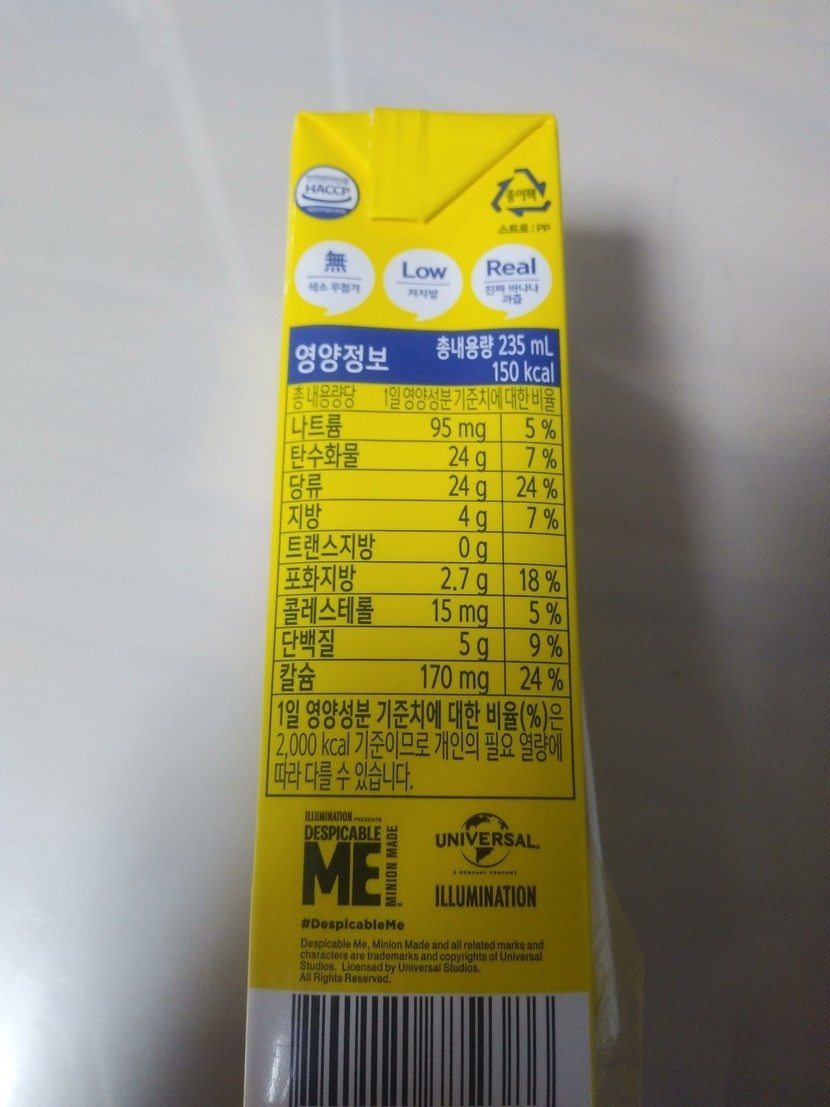 HACCP
종이팩
스트로 : PP
無
색소 무첨가
Low
저지방
Real
진짜 바나나
과즙
영양정보
총내용량 235 mL
150 kcal
총 내용량당 1일 영양성분 기준치에 대한 비율
나트륨 95 mg 5 %
탄수화물 24 g 7 %
당류 24 g 24 %
지방 4 g 7 %
트랜스지방 0 g
포화지방 2.7 g 18 %
콜레스테롤 15 mg 5 %
단백질 5 g 9 %
칼슘 170 mg 24 %
1일 영양성분 기준치에 대한 비율(%)은
2,000 kcal 기준이므로 개인의 필요 열량에
따라 다를 수 있습니다.
ILLUMINATION PRESENTS
DESPICABLE
ME
MINION MADE
UNIVERSAL
A COMCAST COMPANY
ILLUMINATION
#DespicableMe
Despicable Me, Minion Made and all related marks and
characters are trademarks and copyrights of Universal
Studios. Licensed by Universal Studios.
All Rights Reserved.